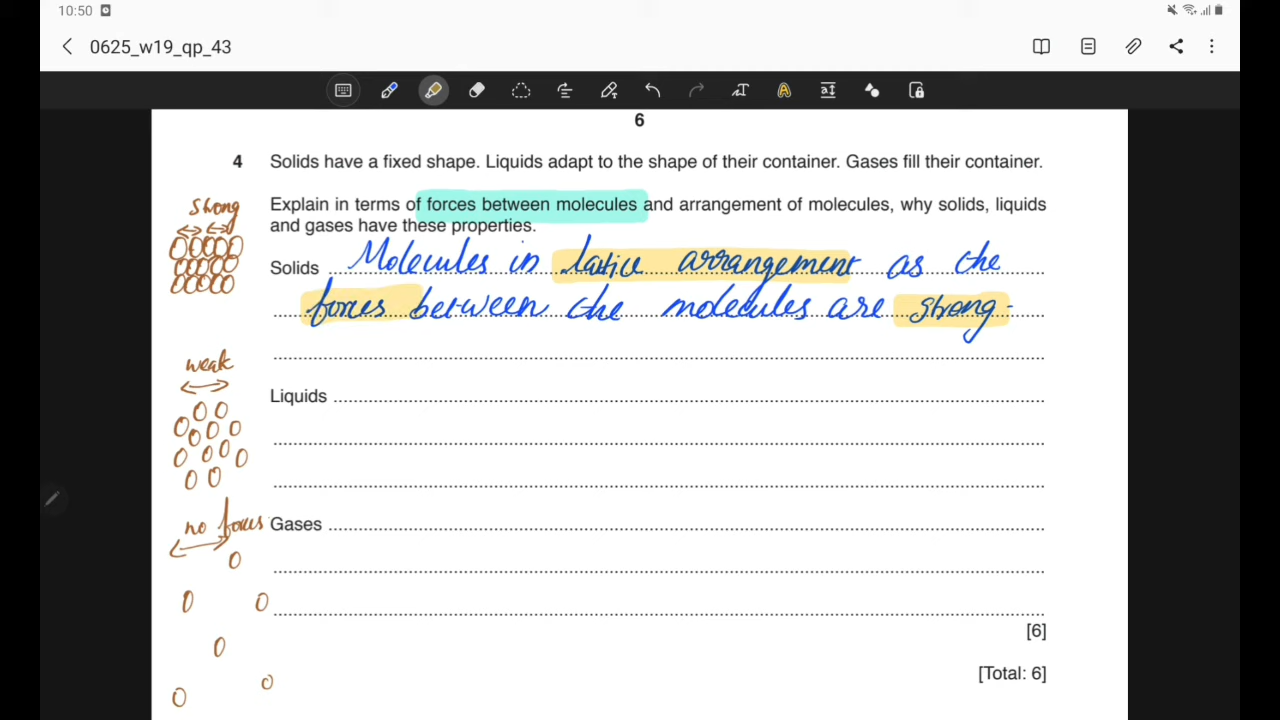 10:50
0625_w19_qp_43
6
4 Solids have a fixed shape. Liquids adapt to the shape of their container. Gases fill their container.
strong
Explain in terms of forces between molecules and arrangement of molecules, why solids, liquids
and gases have these properties.
Solids Molecules in lattice arrangement as the
forces between the molecules are strong.
weak
Liquids
no forces
Gases
[6]
[Total: 6]